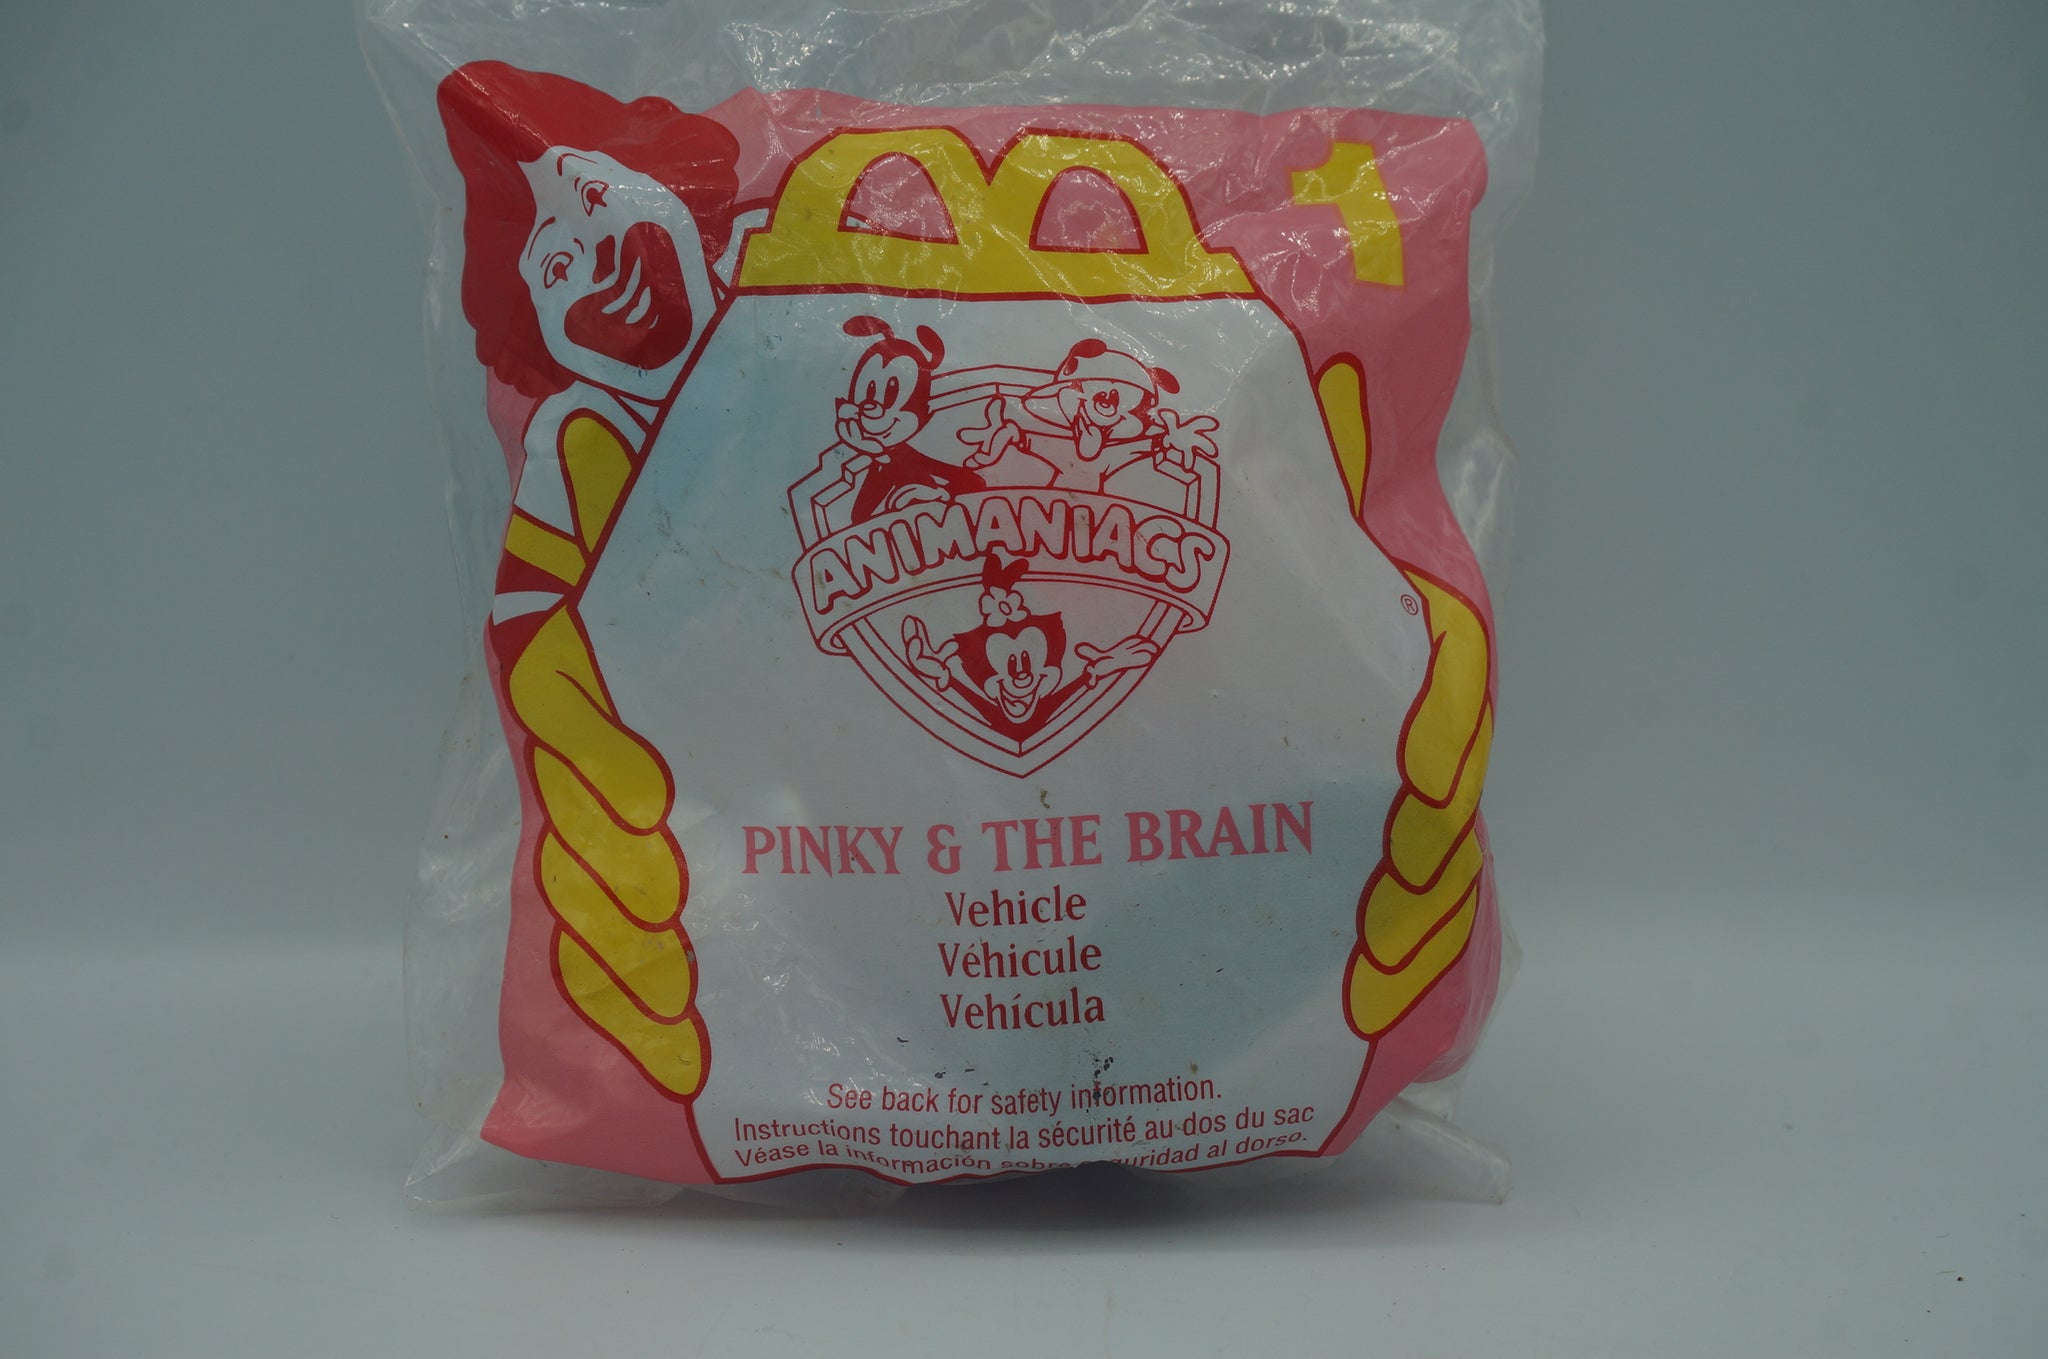 1
ANIMANIACS
®
PINKY & THE BRAIN
Vehicle
Véhicule
Vehícula
See back for safety information.
Instructions touchant la sécurité au dos du sac
Véase la información sobre seguridad al dorso.